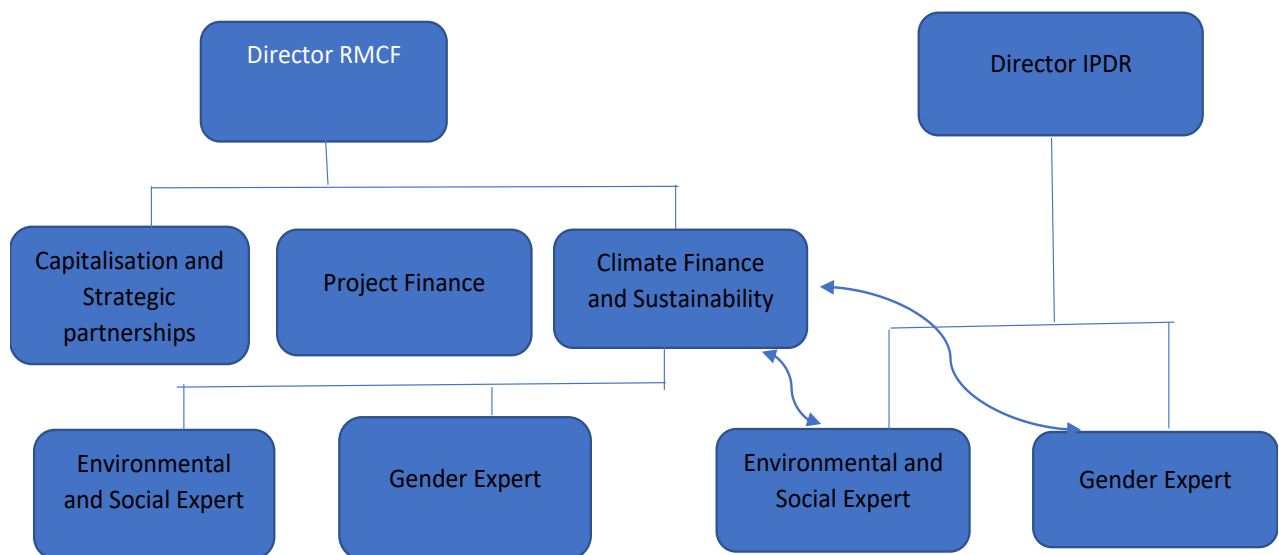 Director RMCF
Director IPDR
Capitalisation and
Strategic
partnerships
Project Finance
Climate Finance
and Sustainability
Environmental
and Social Expert
Gender Expert
Environmental and
Social Expert
Gender Expert